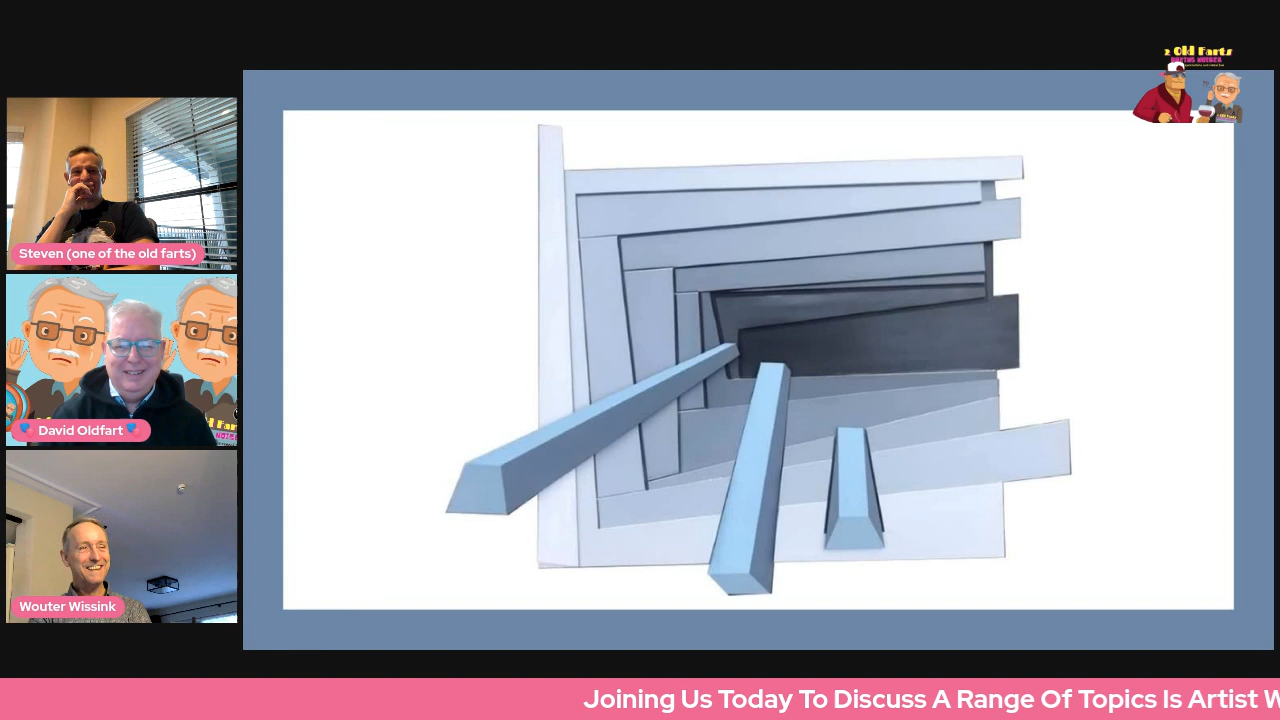 2 Old Farts
Steven (one of the old farts)
David Oldfart
Wouter Wissink
Joining Us Today To Discuss A Range Of Topics Is Artist W